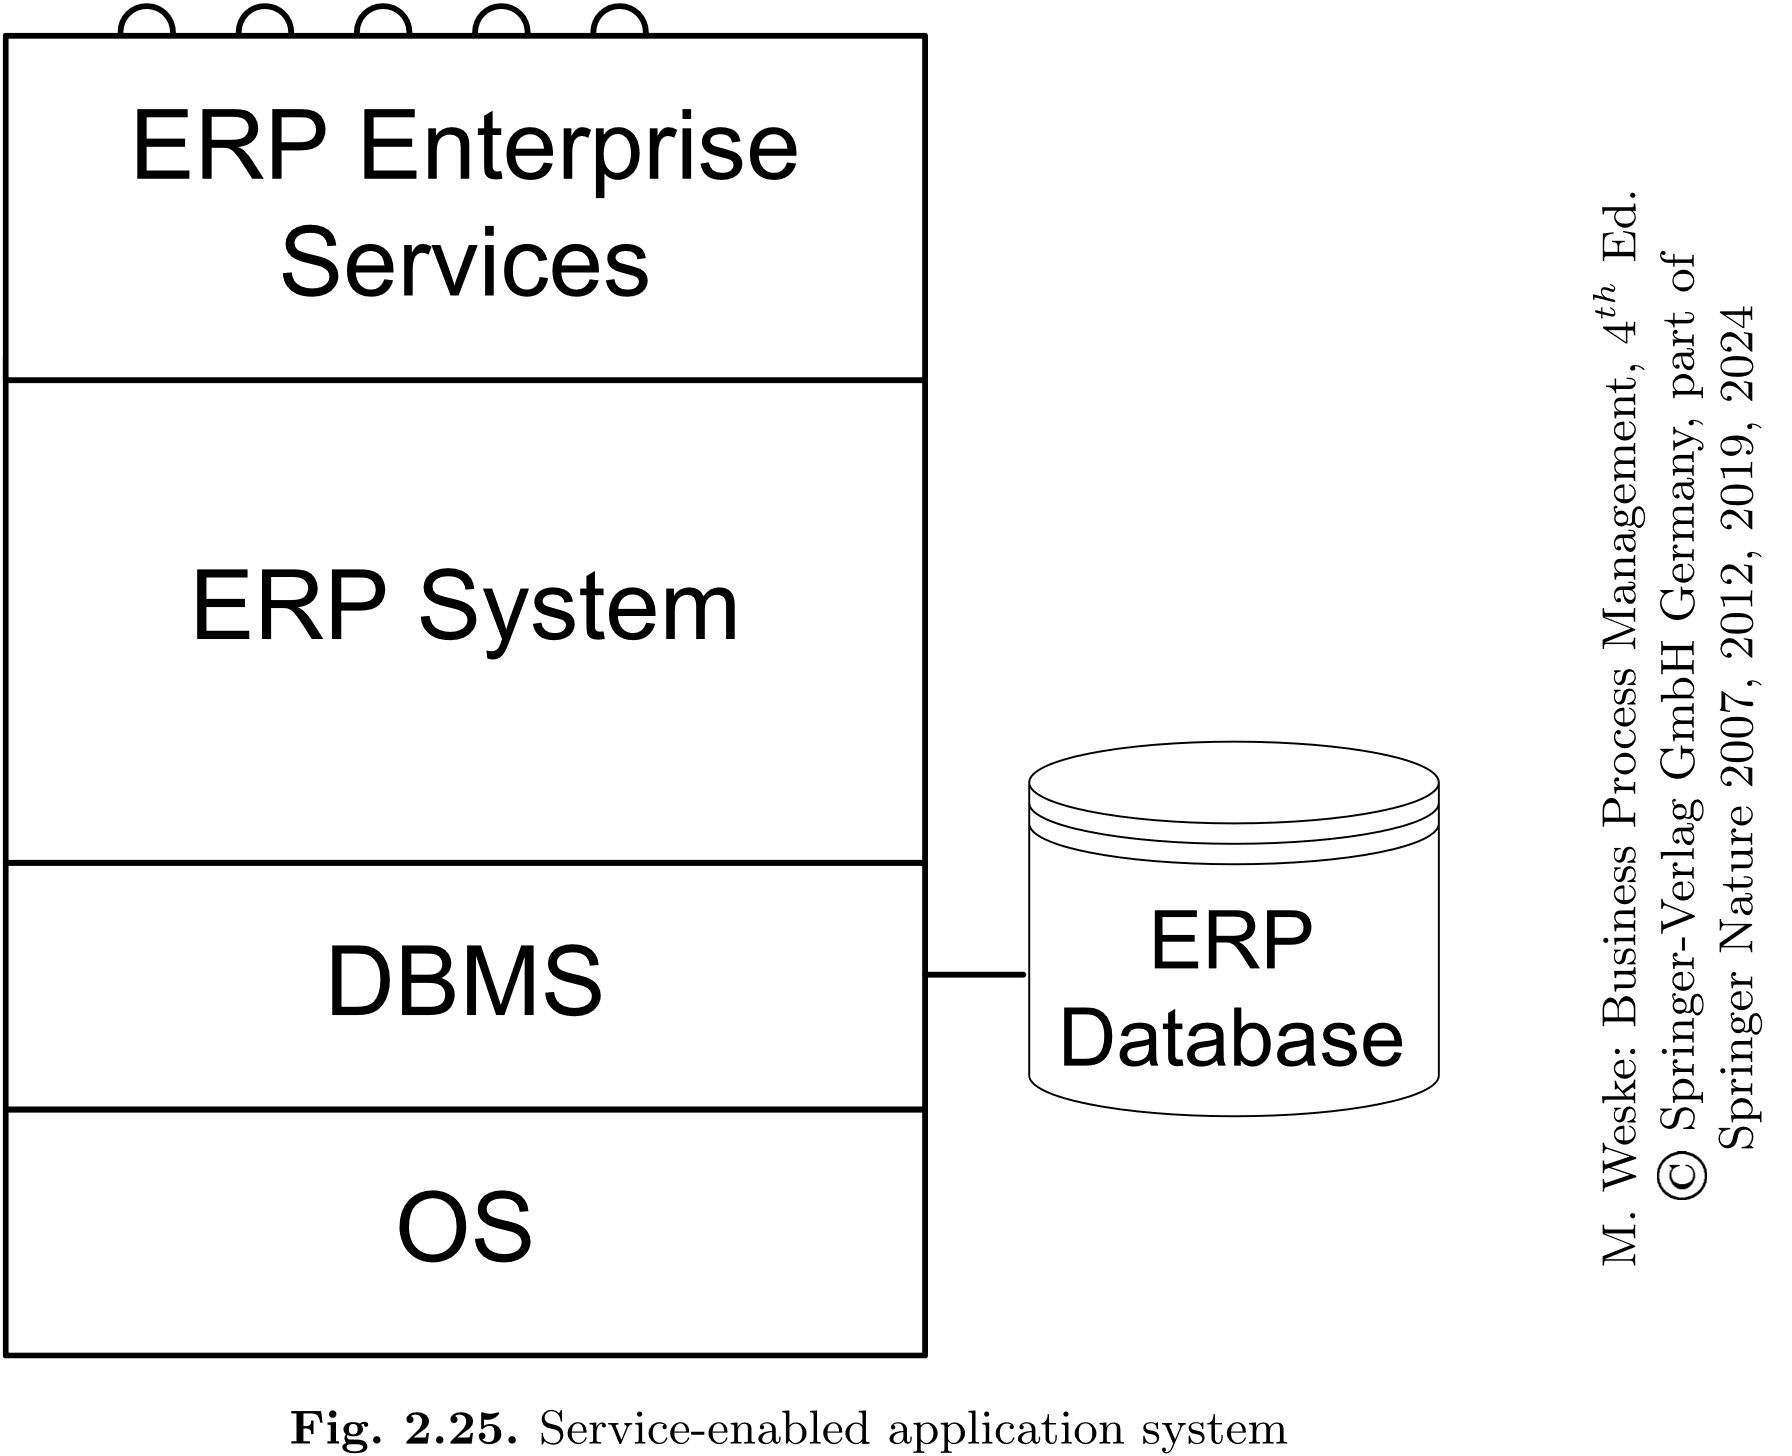 ERP Enterprise
Services
ERP System
DBMS
OS
ERP
Database
M. Weske: Business Process Management, 4th Ed.
© Springer-Verlag GmbH Germany, part of
Springer Nature 2007, 2012, 2019, 2024
Fig. 2.25. Service-enabled application system